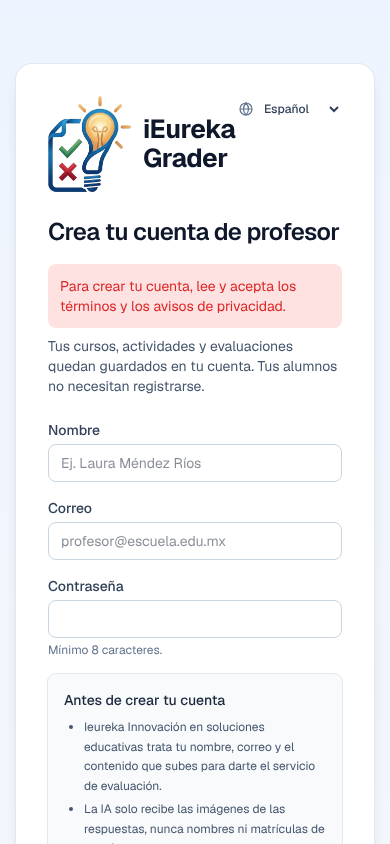 iEureka
Grader
Español
Crea tu cuenta de profesor
Para crear tu cuenta, lee y acepta los
términos y los avisos de privacidad.
Tus cursos, actividades y evaluaciones
quedan guardados en tu cuenta. Tus alumnos
no necesitan registrarse.
Nombre
Ej. Laura Méndez Ríos
Correo
profesor@escuela.edu.mx
Contraseña
Mínimo 8 caracteres.
Antes de crear tu cuenta
• Ieureka Innovación en soluciones
educativas trata tu nombre, correo y el
contenido que subes para darte el servicio
de evaluación.
• La IA solo recibe las imágenes de las
respuestas, nunca nombres ni matrículas de